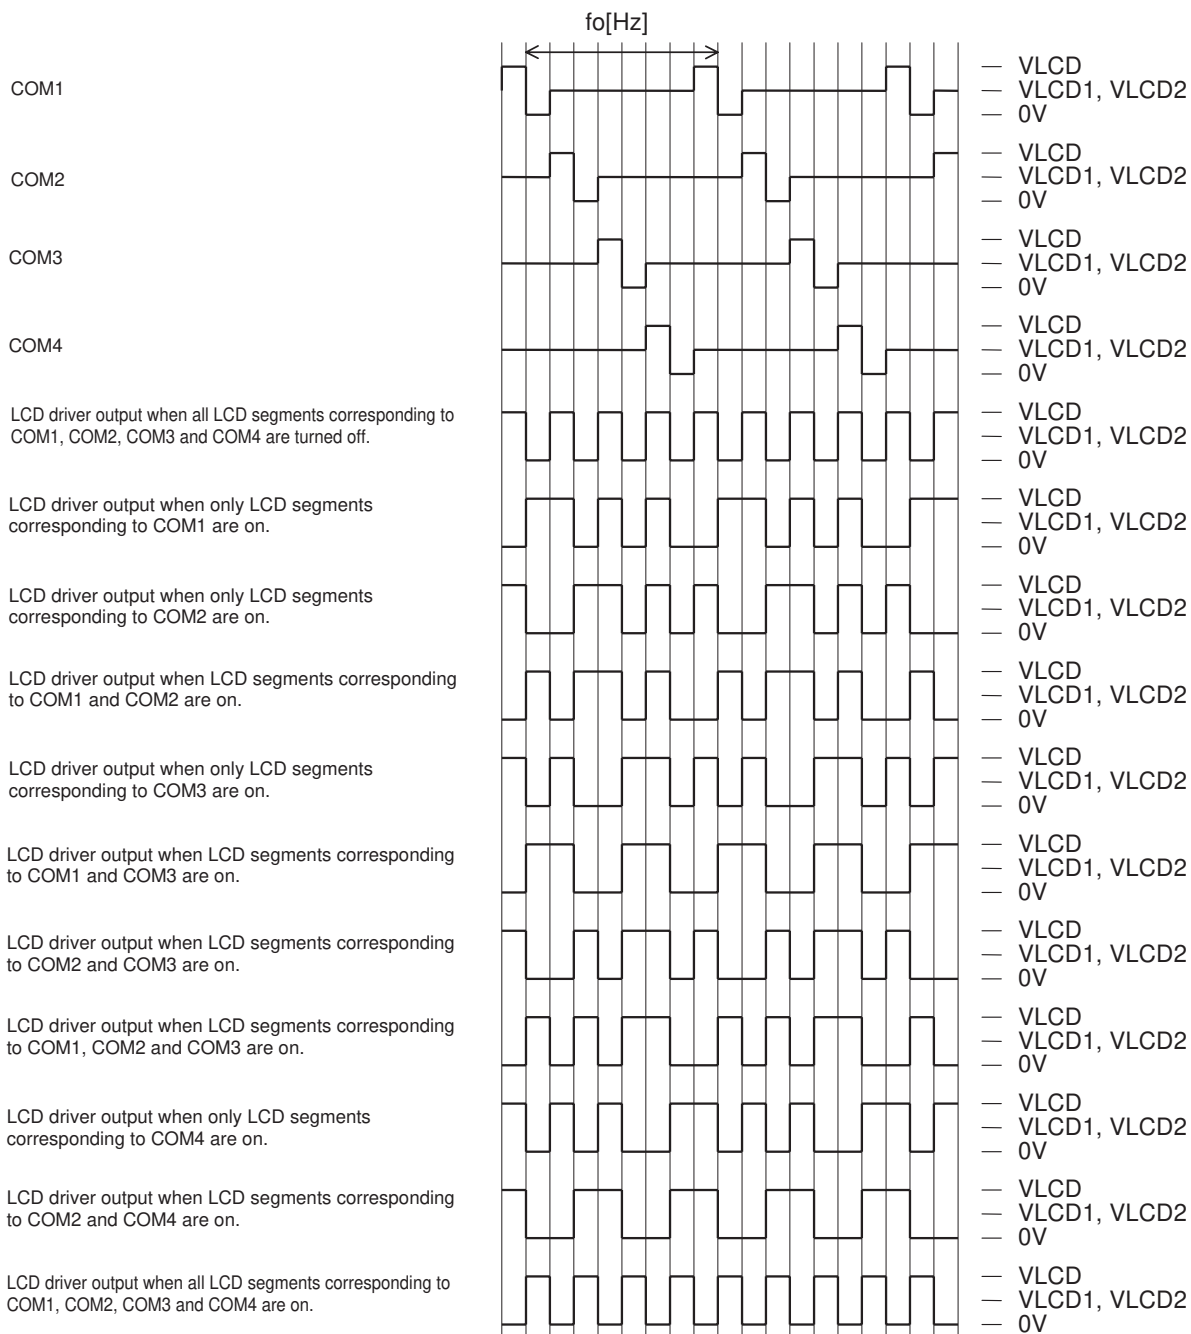 fo[Hz]
COM1
VLCD
VLCD1, VLCD2
0V
COM2
VLCD
VLCD1, VLCD2
0V
COM3
VLCD
VLCD1, VLCD2
0V
COM4
VLCD
VLCD1, VLCD2
0V
LCD driver output when all LCD segments corresponding to
COM1, COM2, COM3 and COM4 are turned off.
VLCD
VLCD1, VLCD2
0V
LCD driver output when only LCD segments
corresponding to COM1 are on.
VLCD
VLCD1, VLCD2
0V
LCD driver output when only LCD segments
corresponding to COM2 are on.
VLCD
VLCD1, VLCD2
0V
LCD driver output when LCD segments corresponding
to COM1 and COM2 are on.
VLCD
VLCD1, VLCD2
0V
LCD driver output when only LCD segments
corresponding to COM3 are on.
VLCD
VLCD1, VLCD2
0V
LCD driver output when LCD segments corresponding
to COM1 and COM3 are on.
VLCD
VLCD1, VLCD2
0V
LCD driver output when LCD segments corresponding
to COM2 and COM3 are on.
VLCD
VLCD1, VLCD2
0V
LCD driver output when LCD segments corresponding
to COM1, COM2 and COM3 are on.
VLCD
VLCD1, VLCD2
0V
LCD driver output when only LCD segments
corresponding to COM4 are on.
VLCD
VLCD1, VLCD2
0V
LCD driver output when LCD segments corresponding
to COM2 and COM4 are on.
VLCD
VLCD1, VLCD2
0V
LCD driver output when all LCD segments corresponding to
COM1, COM2, COM3 and COM4 are on.
VLCD
VLCD1, VLCD2
0V